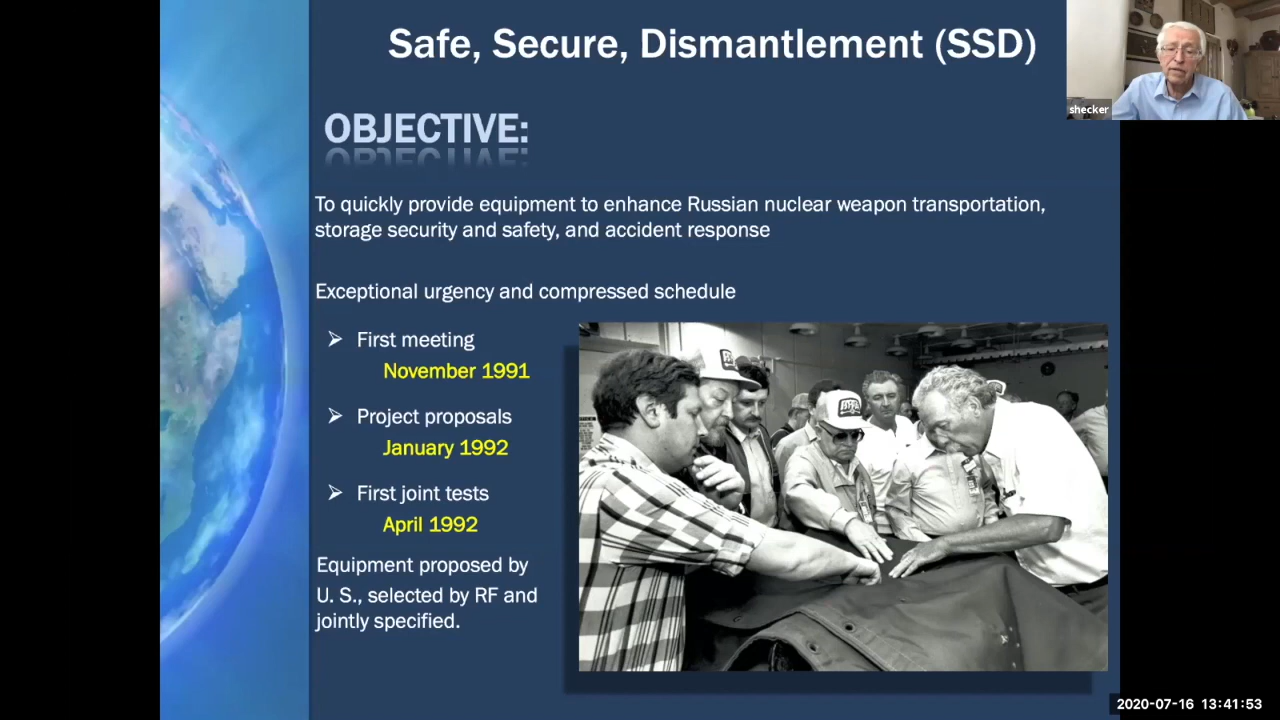 Safe, Secure, Dismantlement (SSD)
shecker
OBJECTIVE:
To quickly provide equipment to enhance Russian nuclear weapon transportation,
storage security and safety, and accident response
Exceptional urgency and compressed schedule
First meeting
November 1991
Project proposals
January 1992
First joint tests
April 1992
Equipment proposed by
U. S., selected by RF and
jointly specified.
2020-07-16 13:41:53